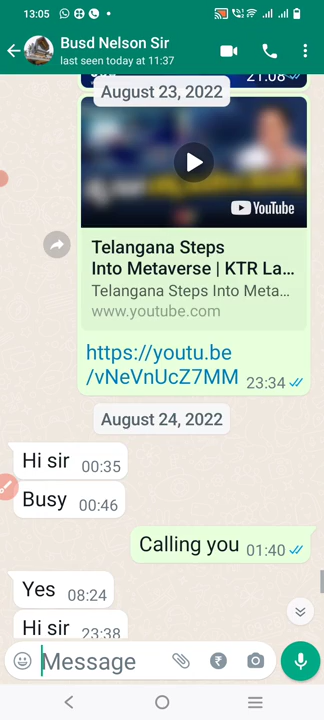 13:05
Busd Nelson Sir
last seen today at 11:37
21:08
August 23, 2022
YouTube
Telangana Steps
Into Metaverse | KTR La...
Telangana Steps Into Meta...
www.youtube.com
https://youtu.be
/vNeVnUcZ7MM 23:34
August 24, 2022
Hi sir 00:35
Busy 00:46
Calling you 01:40
Yes 08:24
Hi sir 23:38
Message